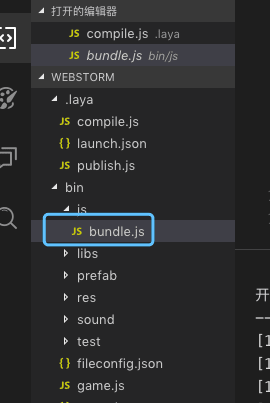 打开的编辑器
JS compile.js .laya
JS bundle.js bin/js
WEBSTORM
.laya
JS compile.js
{ } launch.json
JS publish.js
bin
js
JS bundle.js
libs
prefab
res
sound
test
{ } fileconfig.json
JS game.js
开
--
[1
[1
[1